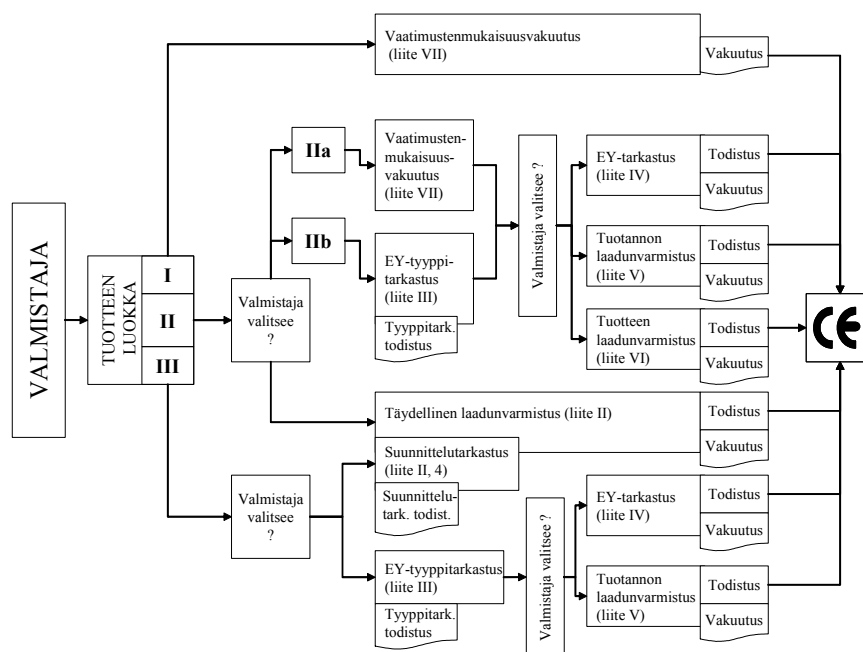 VALMISTAJA
TUOTTEEN
LUOKKA
I
II
III
Vaatimustenmukaisuusvakuutus
(liite VII)
Vakuutus
Valmistaja
valitsee
?
IIa
Vaatimusten-
mukaisuus-
vakuutus
(liite VII)
IIb
EY-tyyppi-
tarkastus
(liite III)
Tyyppitark.
todistus
Valmistaja valitsee ?
EY-tarkastus
(liite IV)
Todistus
Vakuutus
Tuotannon
laadunvarmistus
(liite V)
Todistus
Vakuutus
Tuotteen
laadunvarmistus
(liite VI)
Todistus
Vakuutus
CE
Täydellinen laadunvarmistus (liite II)
Todistus
Vakuutus
Suunnittelutarkastus
(liite II, 4)
Suunnittelu-
tark. todist.
Valmistaja
valitsee
?
EY-tyyppitarkastus
(liite III)
Tyyppitark.
todistus
Valmistaja valitsee ?
EY-tarkastus
(liite IV)
Todistus
Vakuutus
Tuotannon
laadunvarmistus
(liite V)
Todistus
Vakuutus